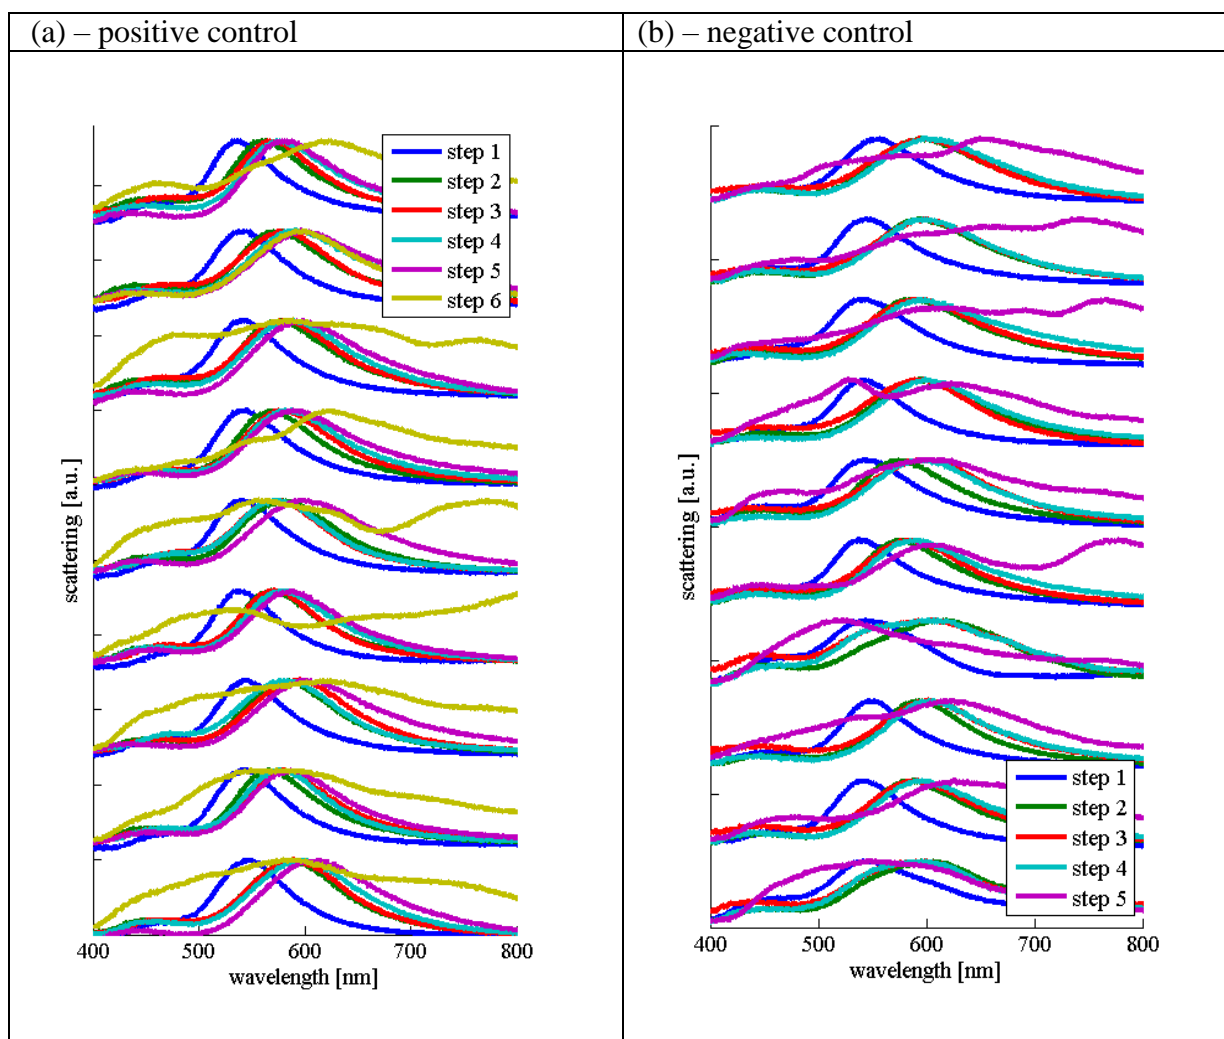 (a) – positive control
(b) – negative control
scattering [a.u.]
step 1
step 2
step 3
step 4
step 5
step 6
400 500 600 700 800
wavelength [nm]
scattering [a.u.]
step 1
step 2
step 3
step 4
step 5
400 500 600 700 800
wavelength [nm]